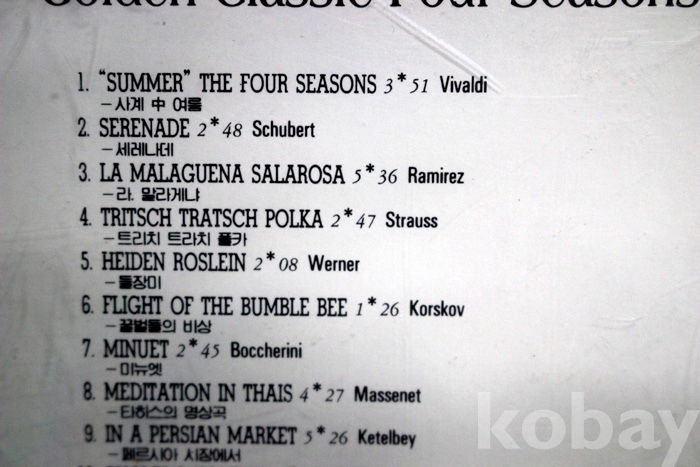 Golden Classic Four Seasons
1. "SUMMER" THE FOUR SEASONS 3*51 Vivaldi
– 사계 中 여름
2. SERENADE 2*48 Schubert
– 세레나데
3. LA MALAGUENA SALAROSA 5*36 Ramirez
– 라. 말라게냐
4. TRITSCH TRATSCH POLKA 2*47 Strauss
– 트리치 트라치 폴카
5. HEIDEN ROSLEIN 2*08 Werner
– 들장미
6. FLIGHT OF THE BUMBLE BEE 1*26 Korskov
– 꿀벌들의 비상
7. MINUET 2*45 Boccherini
– 미뉴엣
8. MEDITATION IN THAIS 4*27 Massenet
– 타히스의 명상곡
9. IN A PERSIAN MARKET 5*26 Ketelbey
– 페르시아 시장에서
kobay